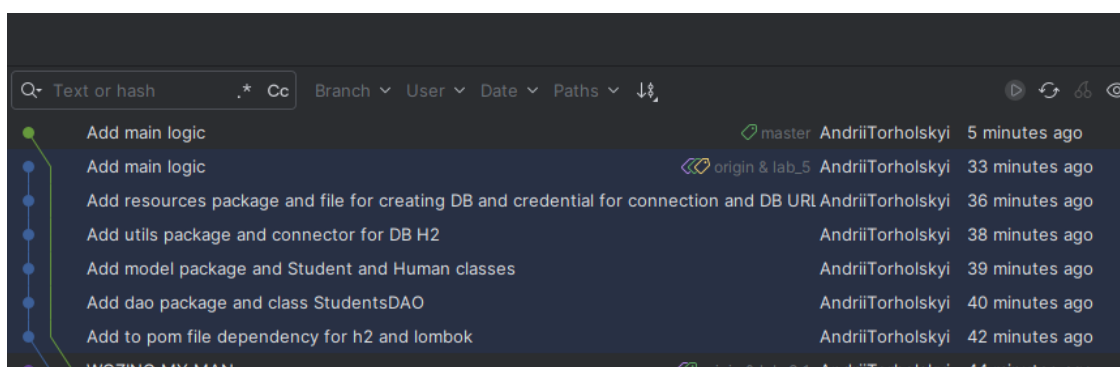 Text or hash .* Cc Branch User Date Paths
Add main logic master AndriiTorholskyi 5 minutes ago
Add main logic origin & lab_5 AndriiTorholskyi 33 minutes ago
Add resources package and file for creating DB and credential for connection and DB URL AndriiTorholskyi 36 minutes ago
Add utils package and connector for DB H2 AndriiTorholskyi 38 minutes ago
Add model package and Student and Human classes AndriiTorholskyi 39 minutes ago
Add dao package and class StudentsDAO AndriiTorholskyi 40 minutes ago
Add to pom file dependency for h2 and lombok AndriiTorholskyi 42 minutes ago